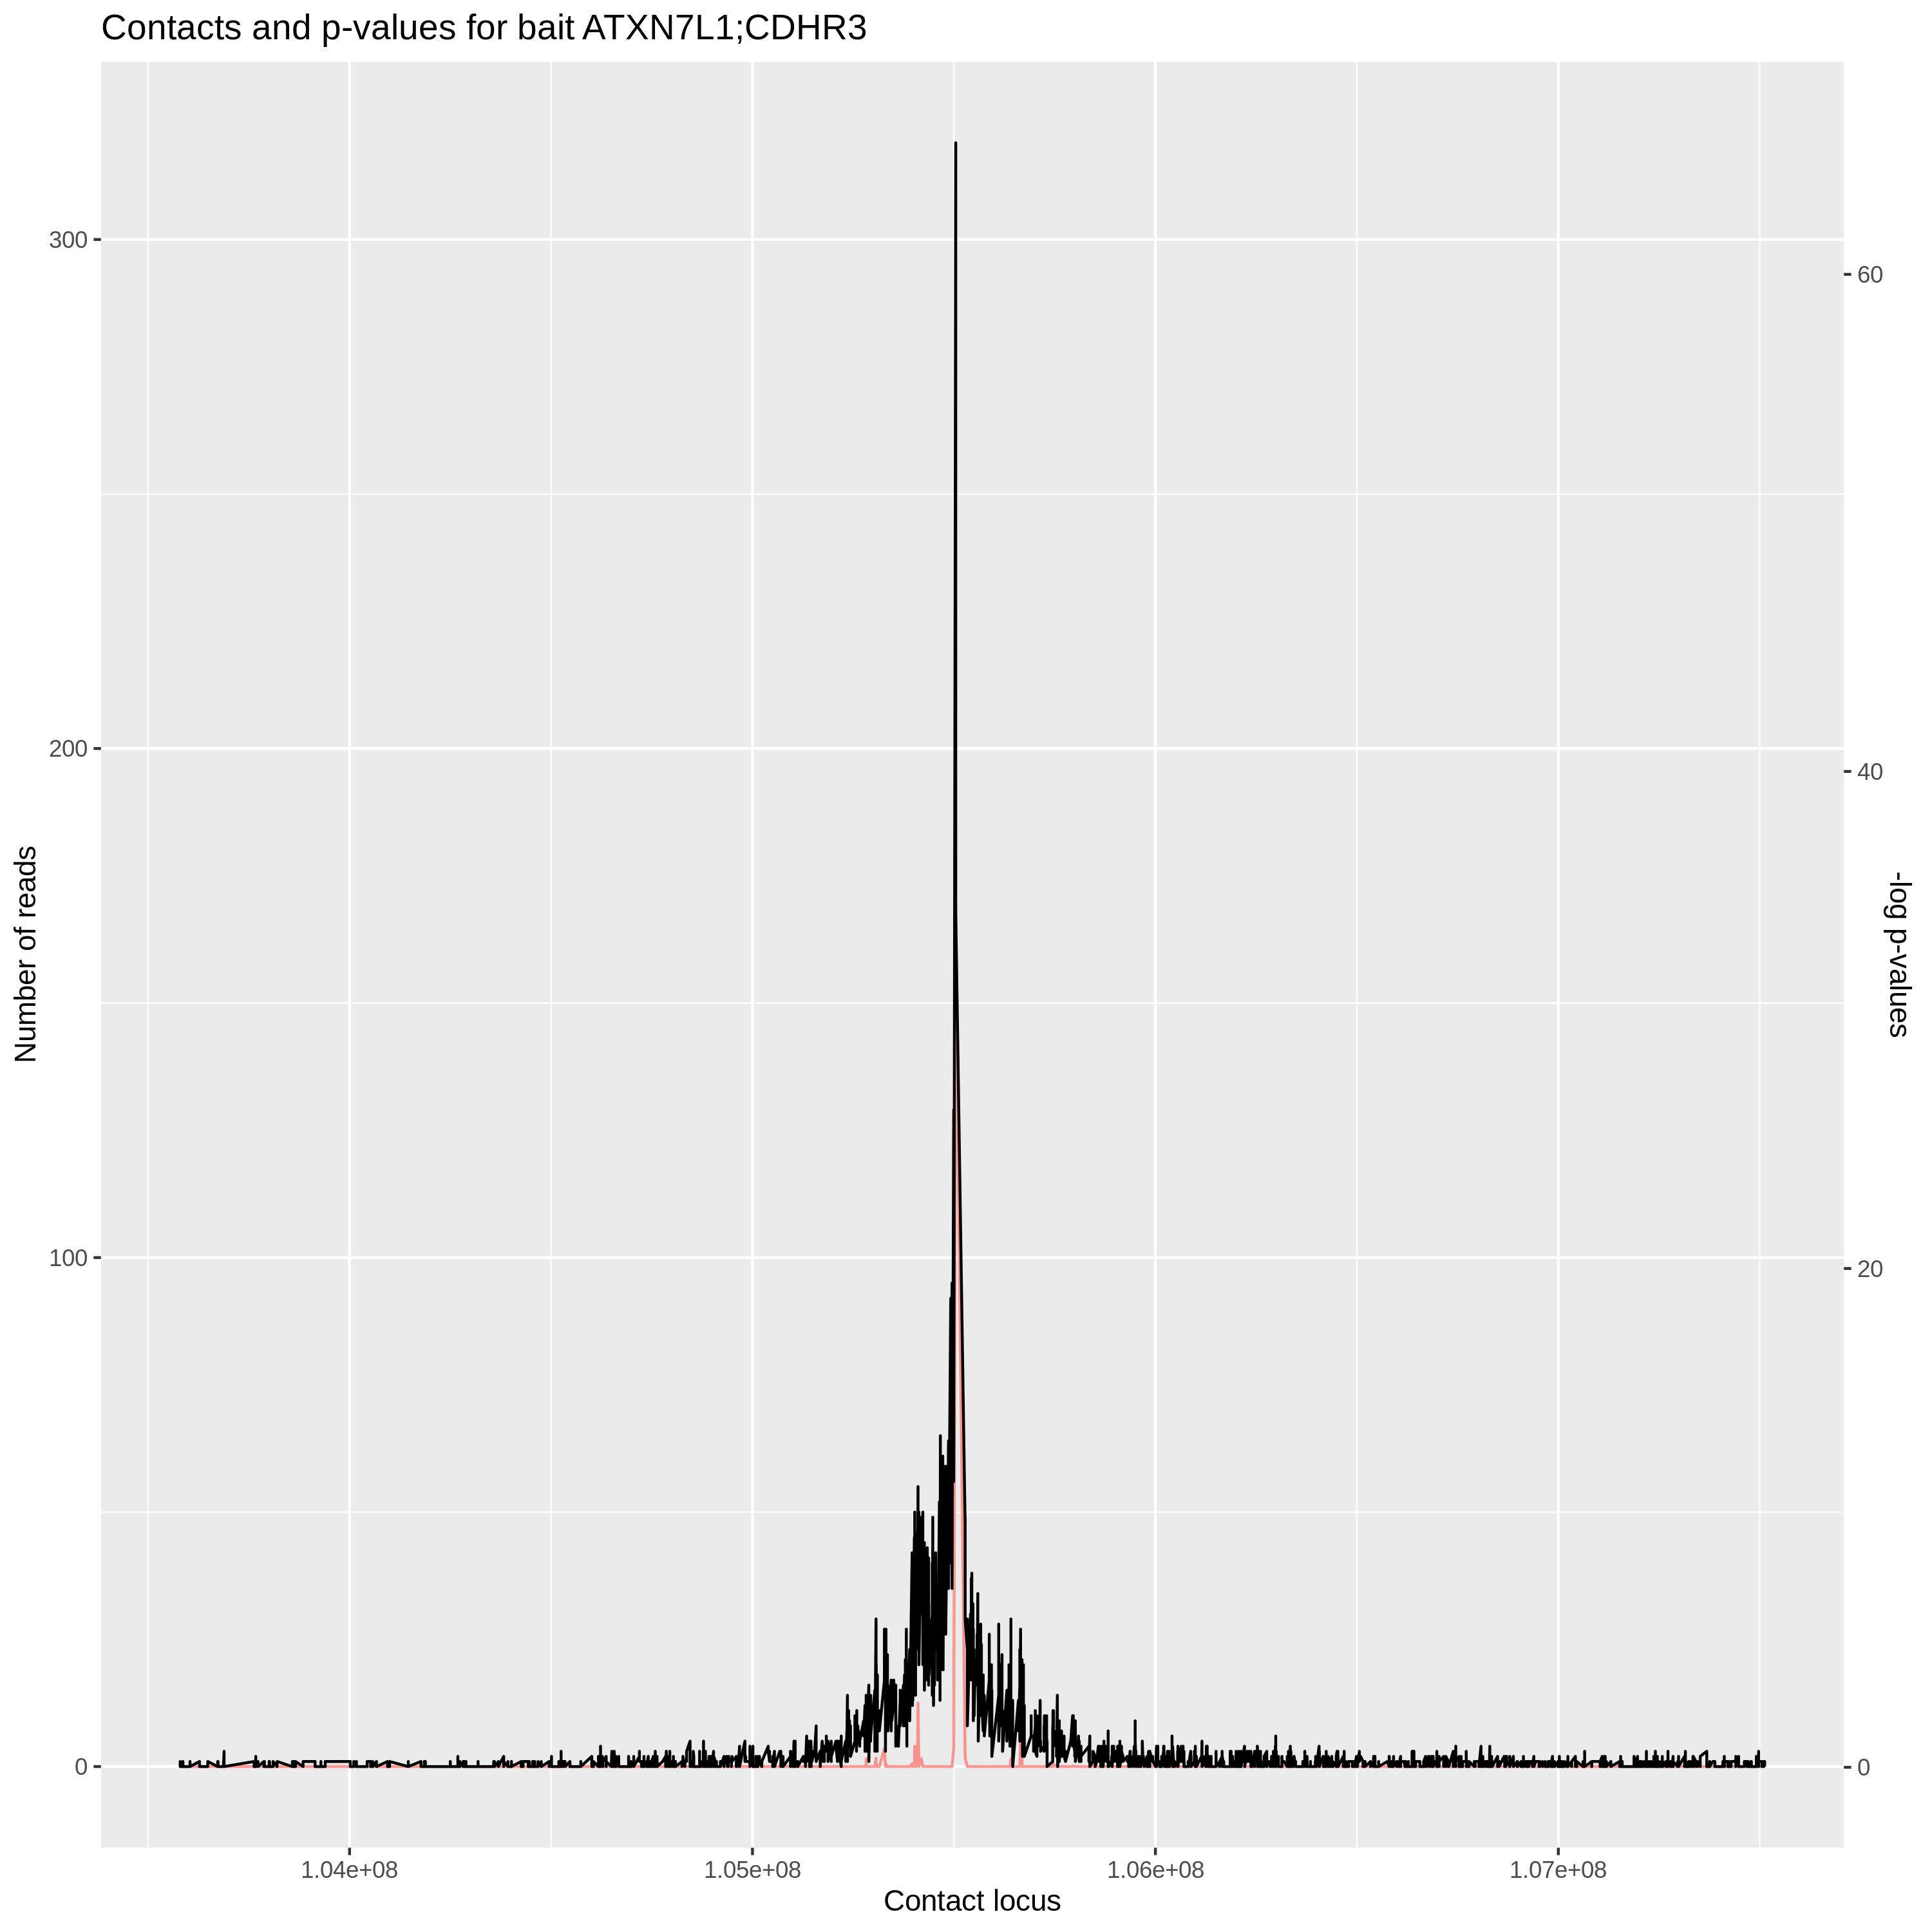 Contacts and p-values for bait ATXN7L1;CDHR3
300
200
100
0
Number of reads
60
40
20
0
-log p-values
1.04e+08 1.05e+08 1.06e+08 1.07e+08
Contact locus